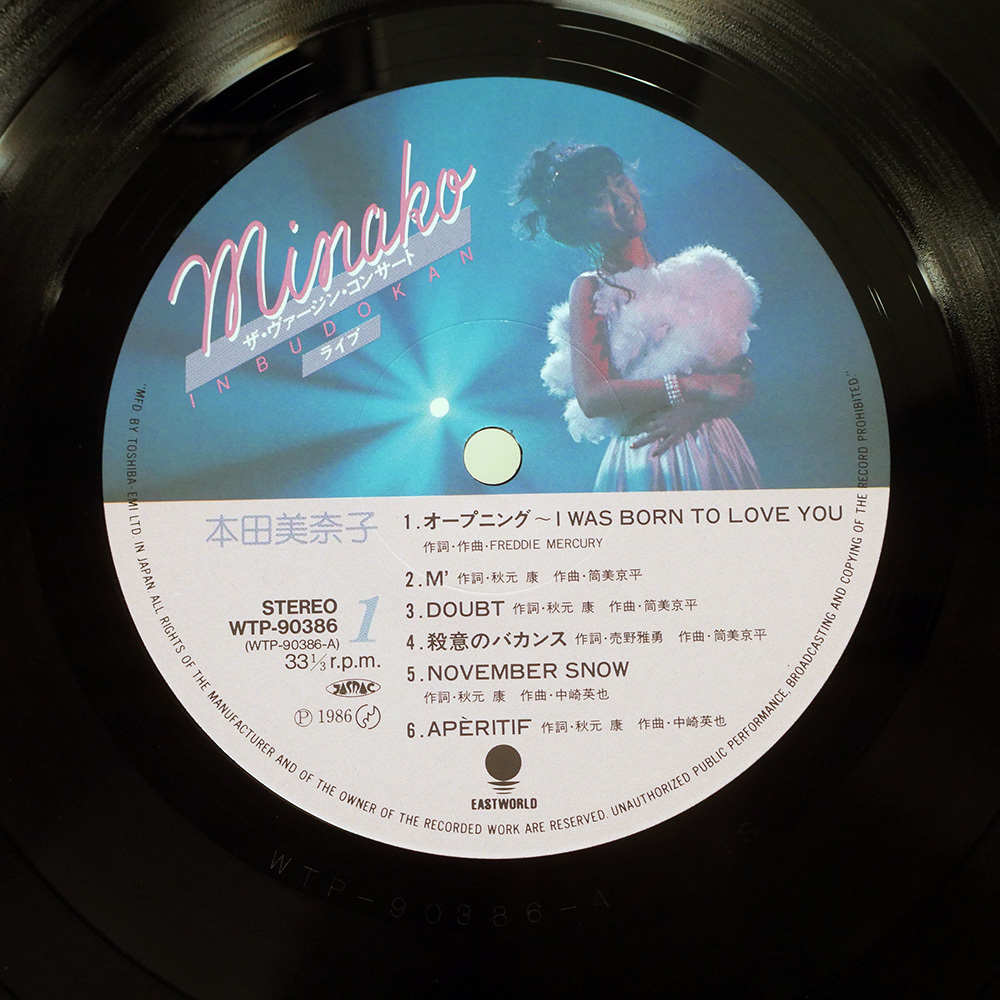 Minako
ザ・ヴァージン・コンサート
IN BUDOKAN
ライブ
本田美奈子
STEREO
WTP-90386
(WTP-90386-A)
33⅓ r.p.m.
1
JASRAC
Ⓟ 1986
1.オープニング～I WAS BORN TO LOVE YOU
作詞・作曲・FREDDIE MERCURY
2.M' 作詞・秋元 康 作曲・筒美京平
3.DOUBT 作詞・秋元 康 作曲・筒美京平
4.殺意のバカンス 作詞・売野雅勇 作曲・筒美京平
5.NOVEMBER SNOW
作詞・秋元 康 作曲・中崎英也
6.APÈRITIF 作詞・秋元 康 作曲・中崎英也
EASTWORLD
"MFD. BY TOSHIBA-EMI LTD. IN JAPAN. ALL RIGHTS OF THE MANUFACTURER AND OF THE OWNER OF THE RECORDED WORK ARE RESERVED. UNAUTHORIZED PUBLIC PERFORMANCE, BROADCASTING AND COPYING OF THE RECORD PROHIBITED."
WTP-90386-A
S